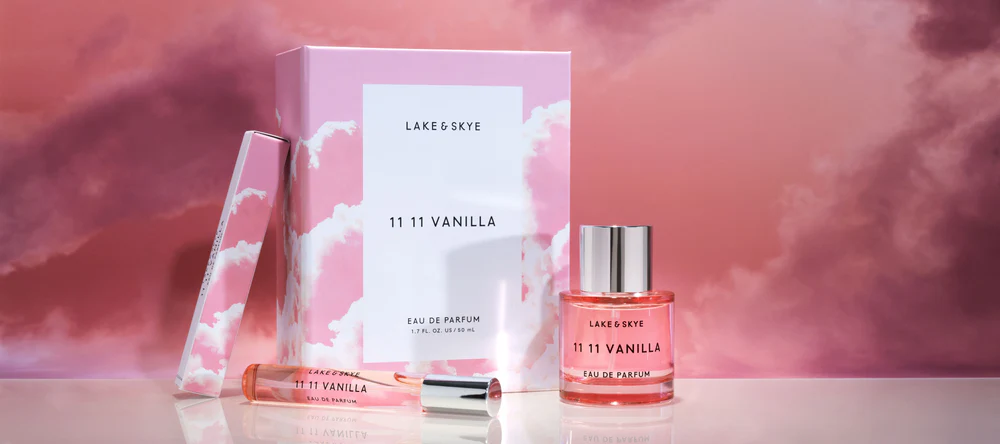 LAKE & SKYE
11 11 VANILLA
EAU DE PARFUM
1.7 FL. OZ. US / 50 mL
LAKE & SKYE
11 11 VANILLA
EAU DE PARFUM
LAKE & SKYE
11 11 VANILLA
EAU DE PARFUM